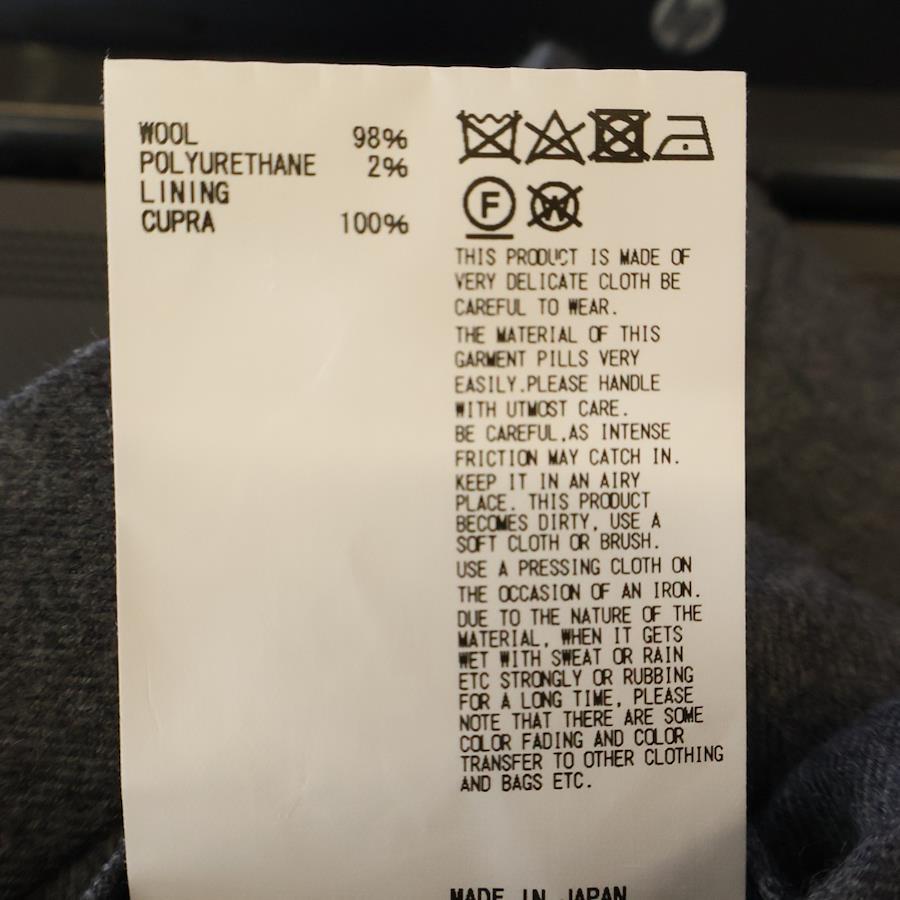 WOOL 98%
POLYURETHANE 2%
LINING
CUPRA 100%
F
W
THIS PRODUCT IS MADE OF
VERY DELICATE CLOTH BE
CAREFUL TO WEAR.
THE MATERIAL OF THIS
GARMENT PILLS VERY
EASILY.PLEASE HANDLE
WITH UTMOST CARE.
BE CAREFUL,AS INTENSE
FRICTION MAY CATCH IN.
KEEP IT IN AN AIRY
PLACE. THIS PRODUCT
BECOMES DIRTY, USE A
SOFT CLOTH OR BRUSH.
USE A PRESSING CLOTH ON
THE OCCASION OF AN IRON.
DUE TO THE NATURE OF THE
MATERIAL, WHEN IT GETS
WET WITH SWEAT OR RAIN
ETC STRONGLY OR RUBBING
FOR A LONG TIME, PLEASE
NOTE THAT THERE ARE SOME
COLOR FADING AND COLOR
TRANSFER TO OTHER CLOTHING
AND BAGS ETC.
MADE IN JAPAN
hp